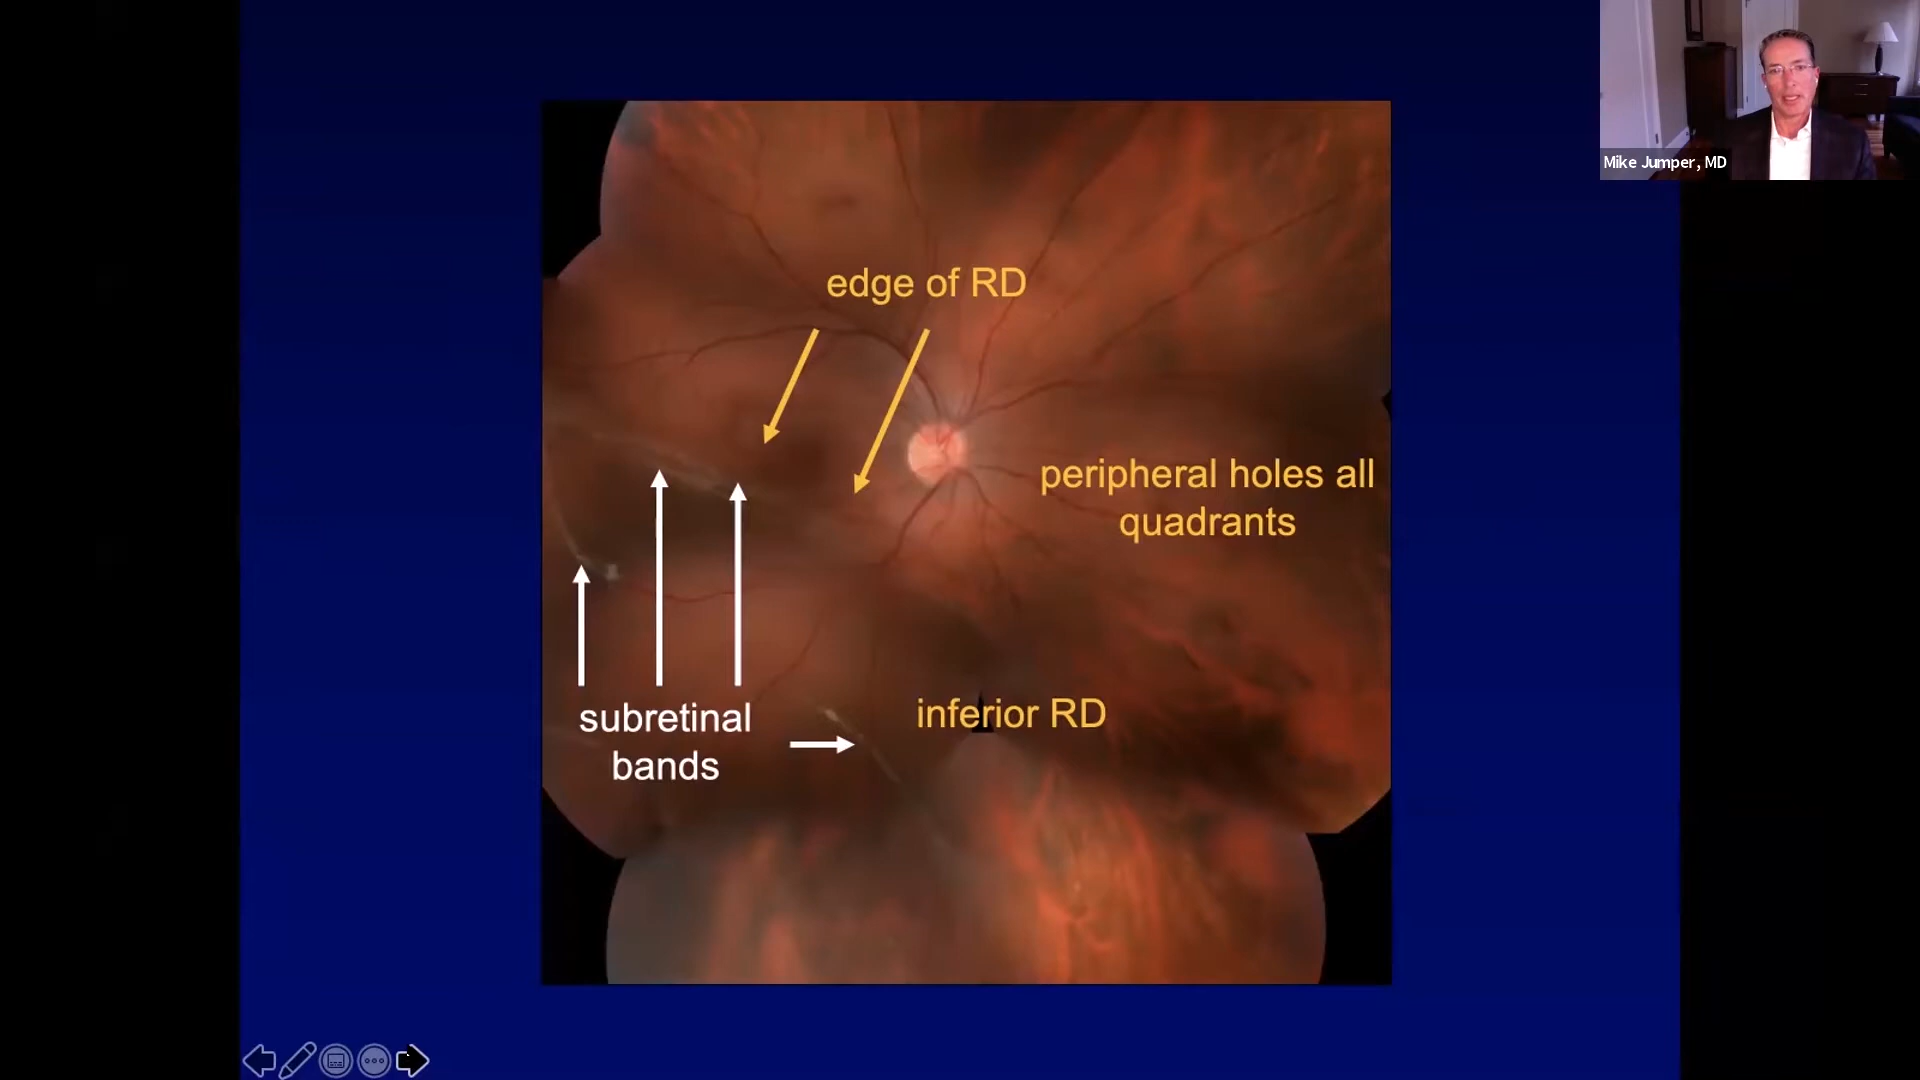 Mike Jumper, MD
edge of RD
peripheral holes all
quadrants
subretinal
bands
inferior RD